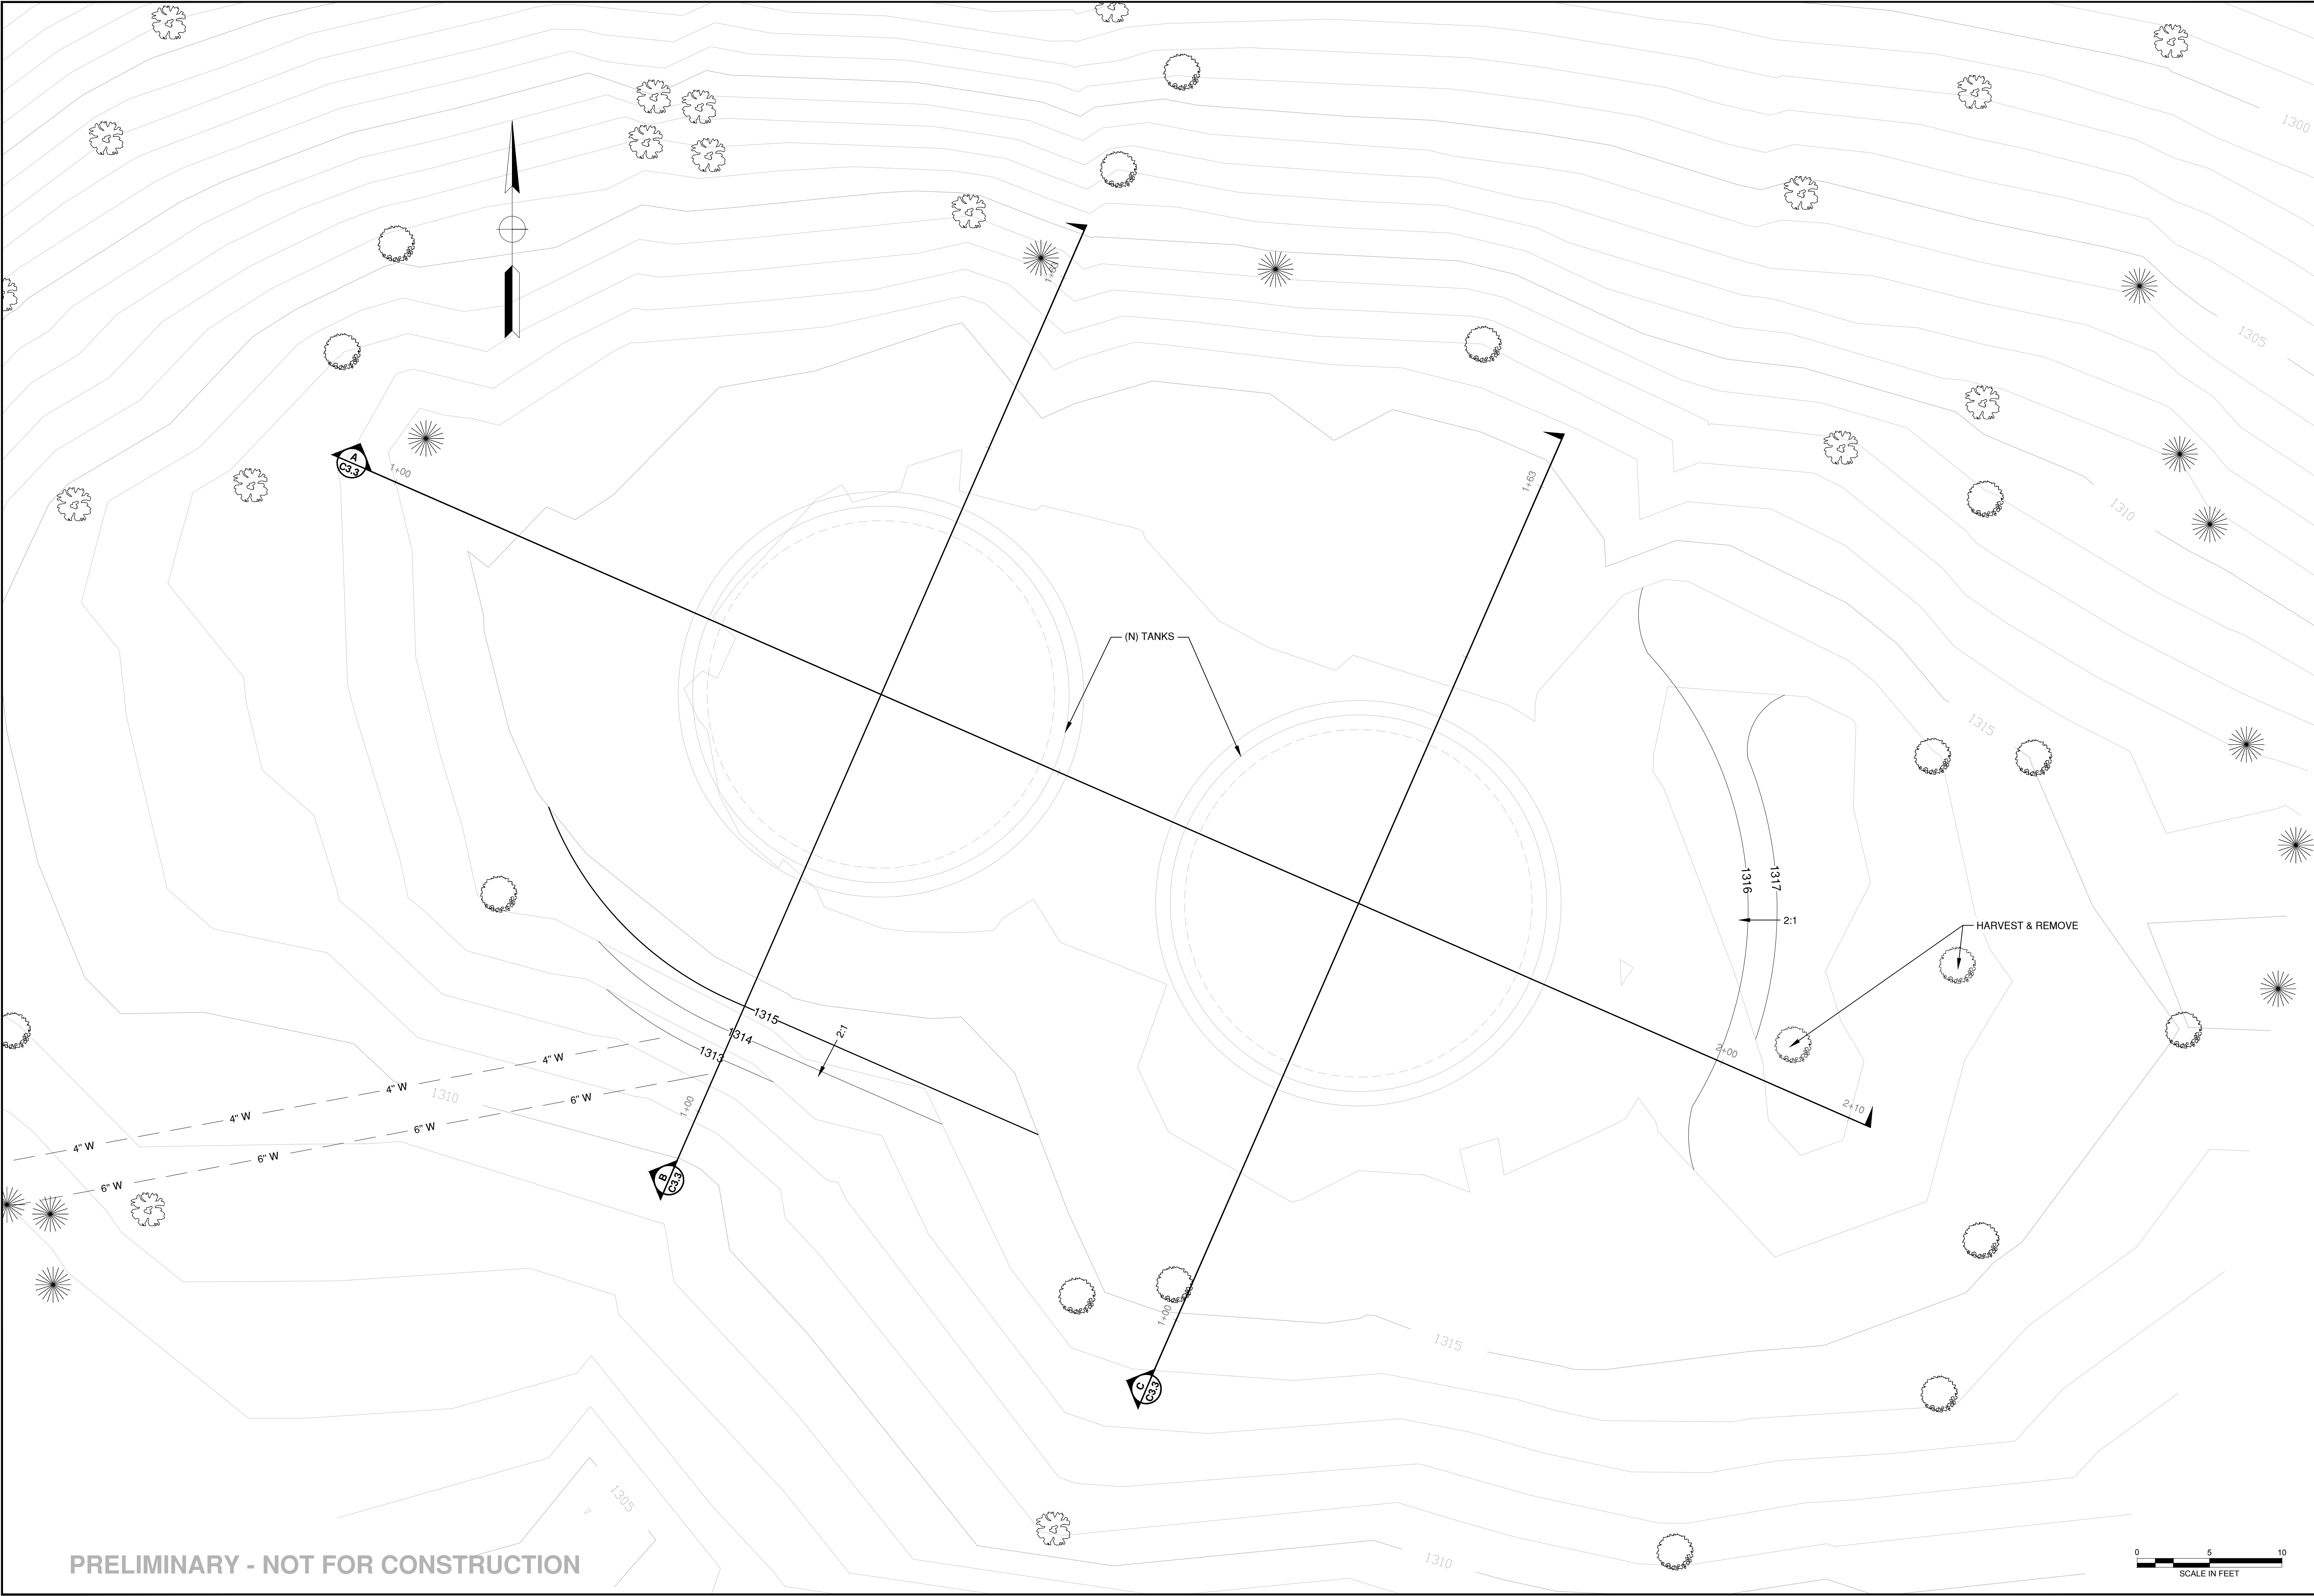 1300
1+63
1305
A
C3.3
1+00
1+63
1310
(N) TANKS
1315
1316
1317
2:1
HARVEST & REMOVE
1315
1314
1313
2:1
2+00
2+10
4" W
4" W
4" W
4" W
6" W
6" W
6" W
6" W
1310
1+00
B
C3.3
1+00
1315
C
C3.3
1305
1310
PRELIMINARY - NOT FOR CONSTRUCTION
0 5 10
SCALE IN FEET